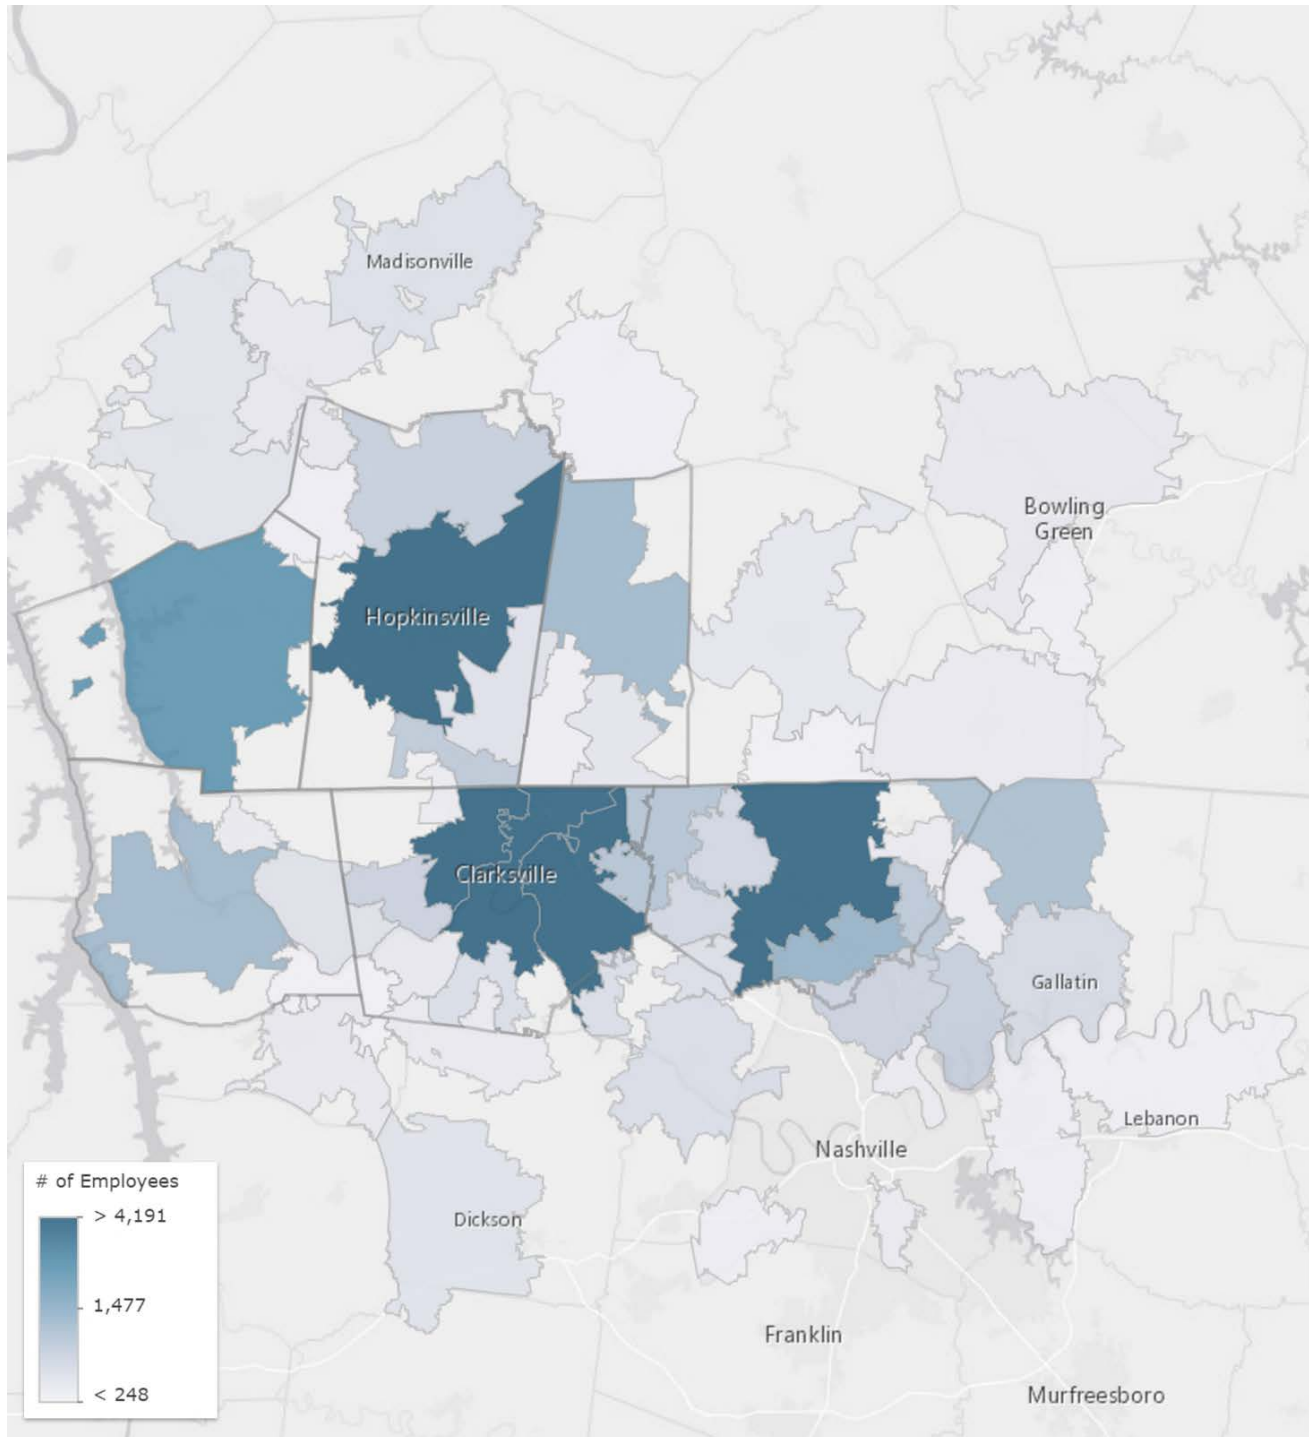 Madisonville
Bowling
Green
Hopkinsville
Clarksville
Gallatin
Lebanon
Nashville
# of Employees
> 4,191
Dickson
1,477
Franklin
< 248
Murfreesboro